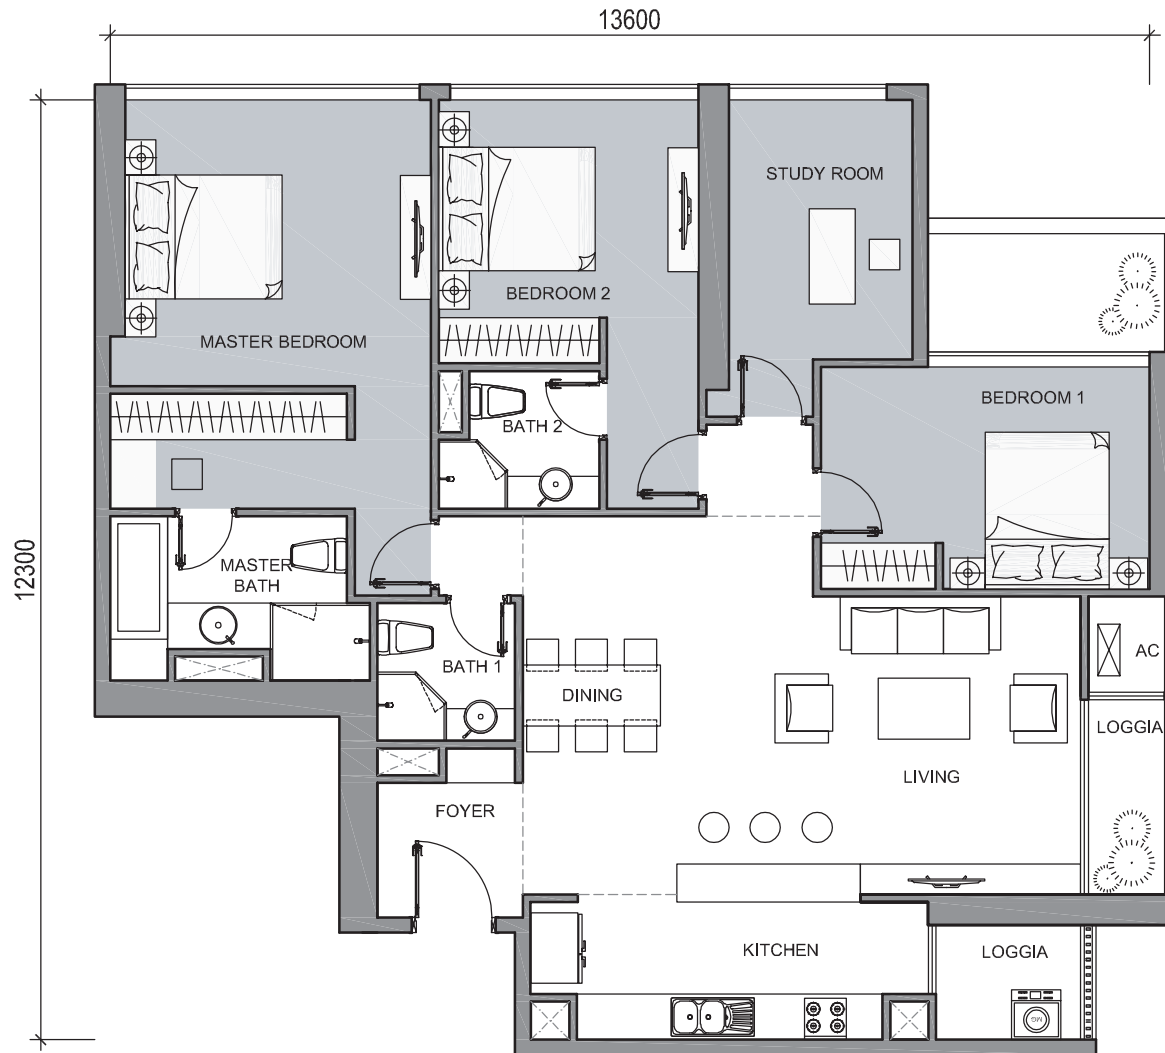 13600
12300
STUDY ROOM
BEDROOM 2
MASTER BEDROOM
BEDROOM 1
BATH 2
MASTER
BATH
BATH 1
DINING
AC
LOGGIA
LIVING
FOYER
KITCHEN
LOGGIA
MG